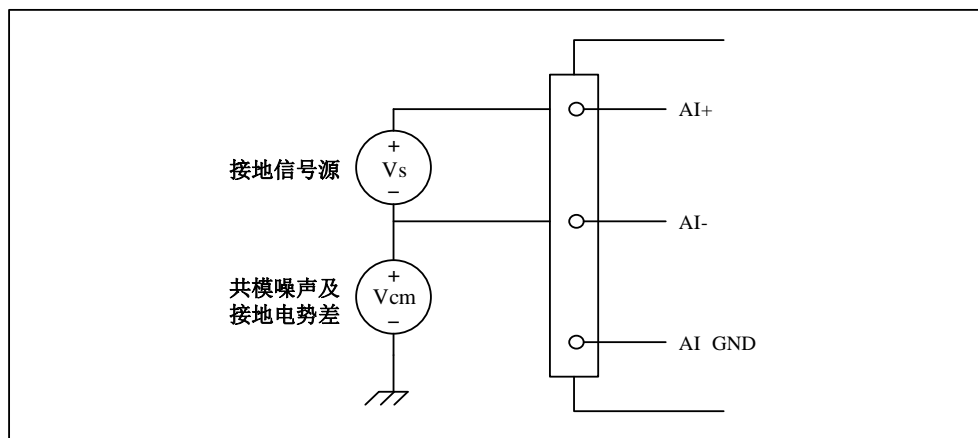 AI+
+
接地信号源
Vs
−
AI-
+
共模噪声及
Vcm
接地电势差
−
AI GND